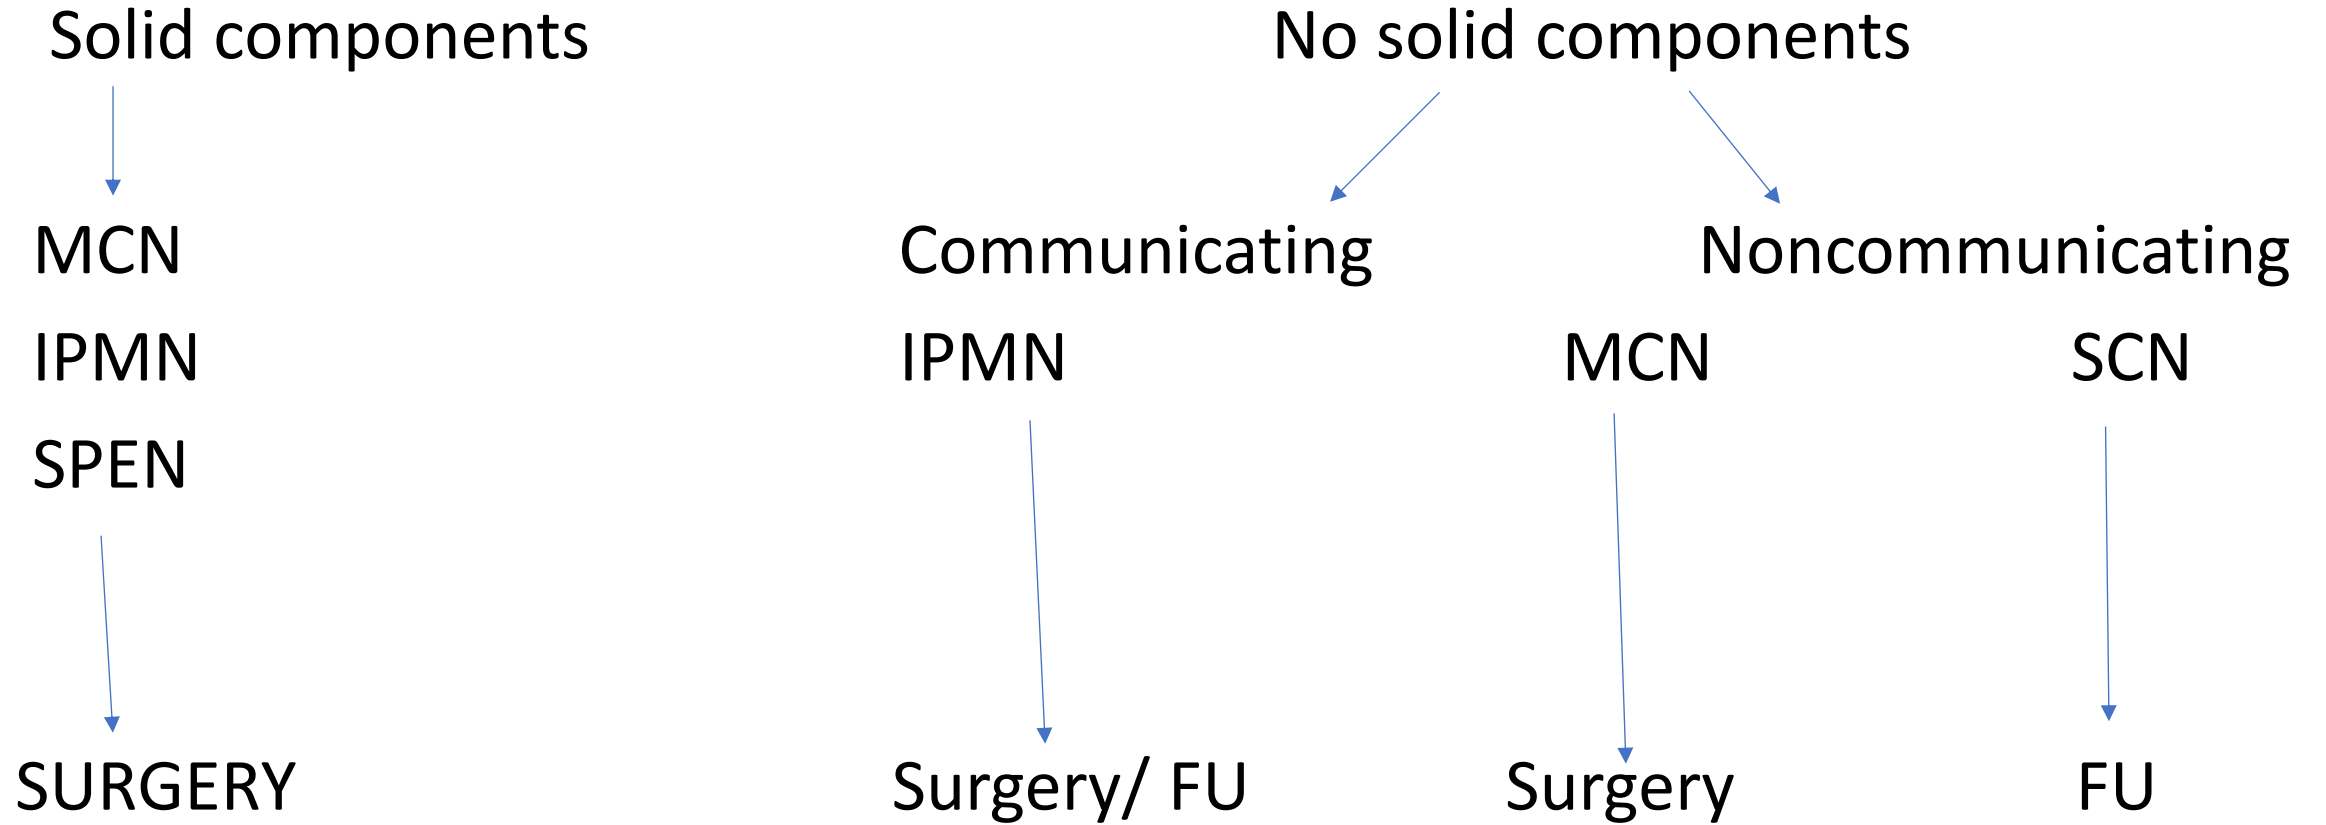 Solid components
No solid components
MCN
IPMN
SPEN
SURGERY
Communicating
Noncommunicating
IPMN
MCN
SCN
Surgery/ FU
Surgery
FU